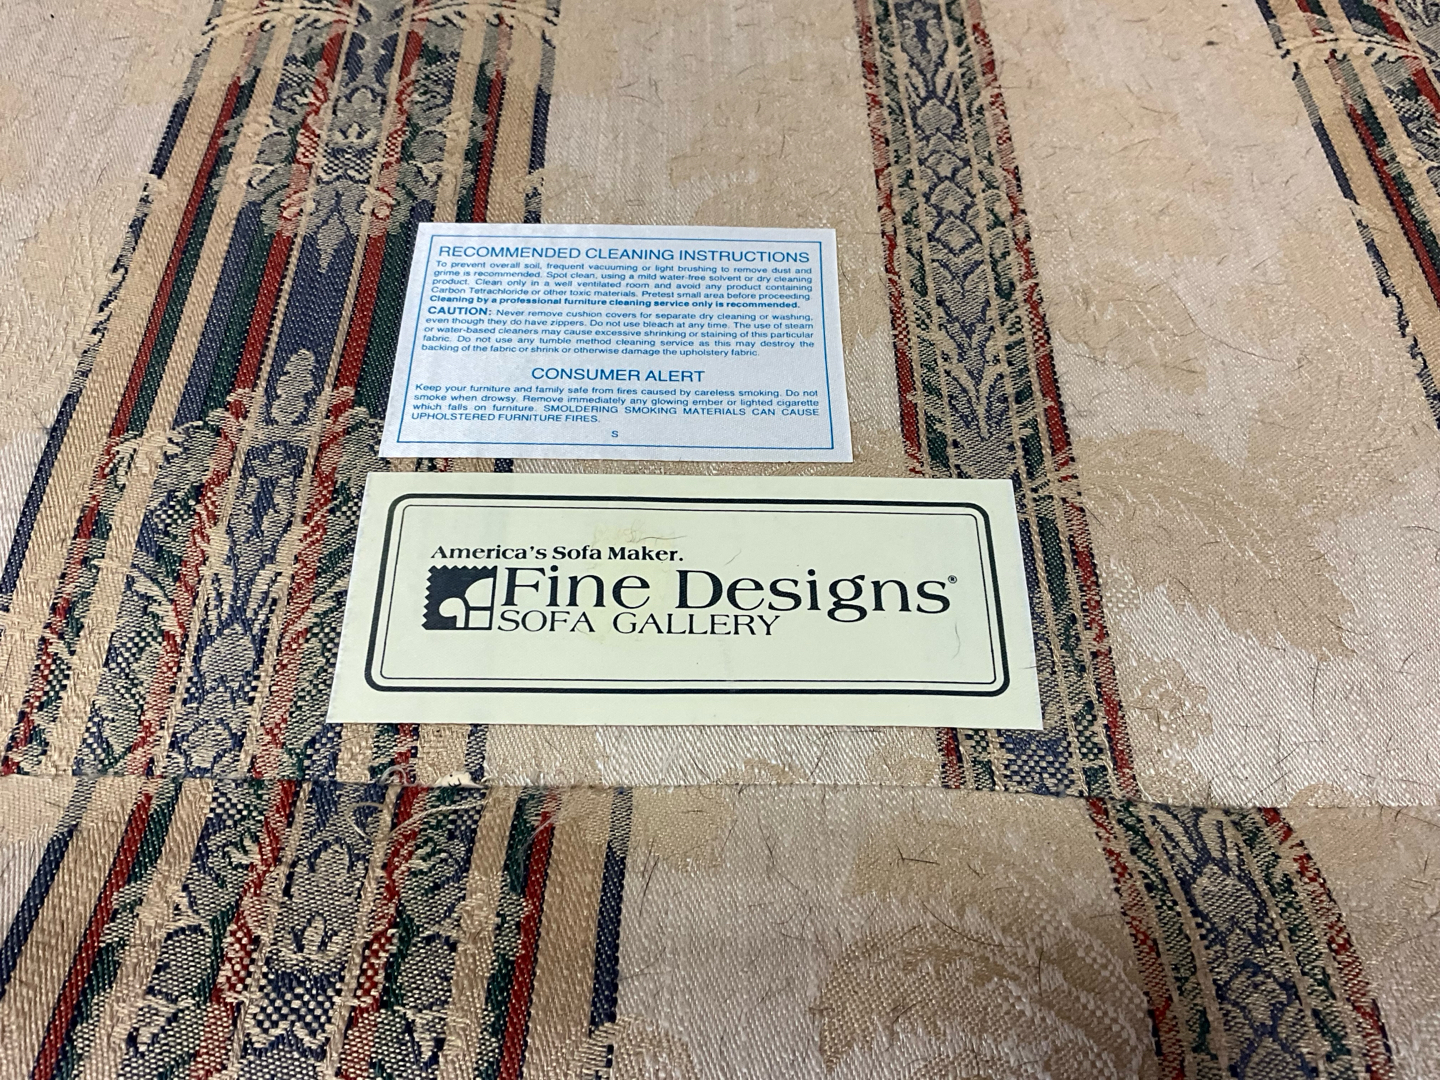 RECOMMENDED CLEANING INSTRUCTIONS
To prevent overall soil, frequent vacuuming or light brushing to remove dust and
grime is recommended. Spot clean, using a mild water-free solvent or dry cleaning
product. Clean only in a well ventilated room and avoid any product containing
Carbon Tetrachloride or other toxic materials. Pretest small area before proceeding.
Cleaning by a professional furniture cleaning service only is recommended.
CAUTION: Never remove cushion covers for separate dry cleaning or washing,
even though they do have zippers. Do not use bleach at any time. The use of steam
or water-based cleaners may cause excessive shrinking or staining of this particular
fabric. Do not use any tumble method cleaning service as this may destroy the
backing of the fabric or shrink or otherwise damage the upholstery fabric.
CONSUMER ALERT
Keep your furniture and family safe from fires caused by careless smoking. Do not
smoke when drowsy. Remove immediately any glowing ember or lighted cigarette
which falls on furniture. SMOLDERING SMOKING MATERIALS CAN CAUSE
UPHOLSTERED FURNITURE FIRES.
S
America's Sofa Maker.
Fine Designs®
SOFA GALLERY